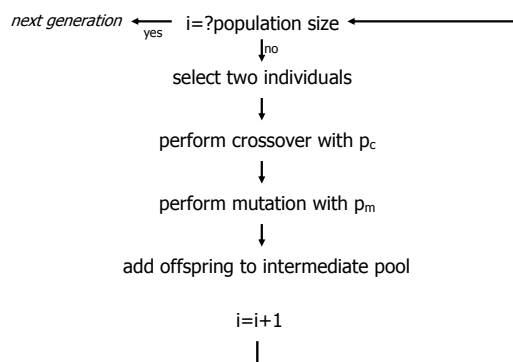 next generation yes i=?population size
no
select two individuals
perform crossover with pc
perform mutation with pm
add offspring to intermediate pool
i=i+1